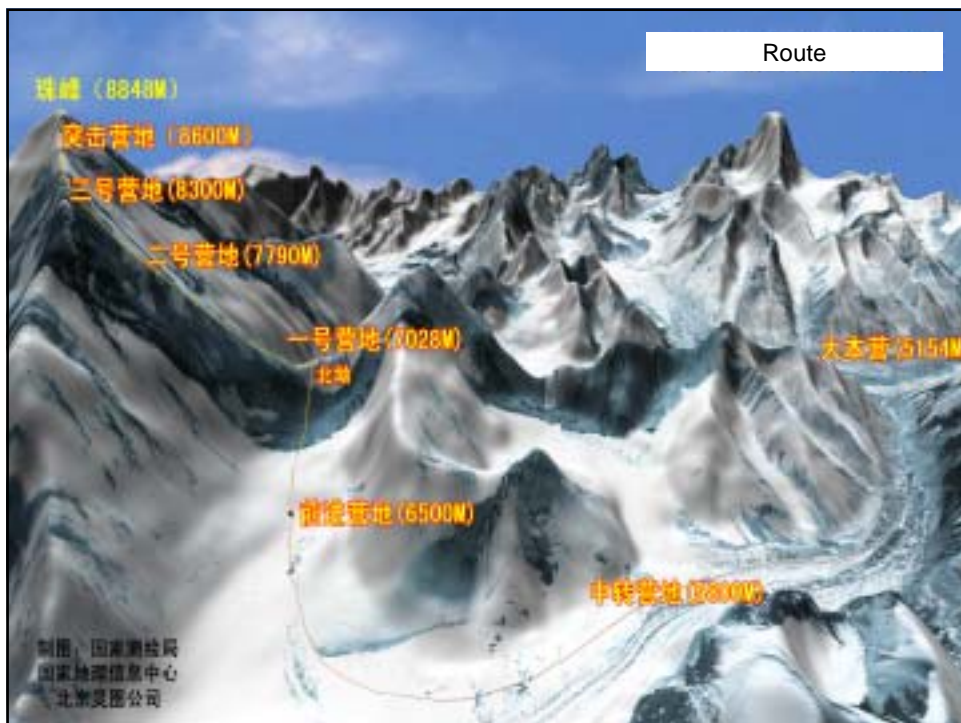 Route
珠峰（8848M）
突击营地（8600M）
三号营地(8300M)
二号营地(7790M)
一号营地(7028M)
北坳
大本营(5154M
前进营地(6500M)
中转营地(5800M)
制图：国家测绘局
国家地理信息中心
北京灵图公司